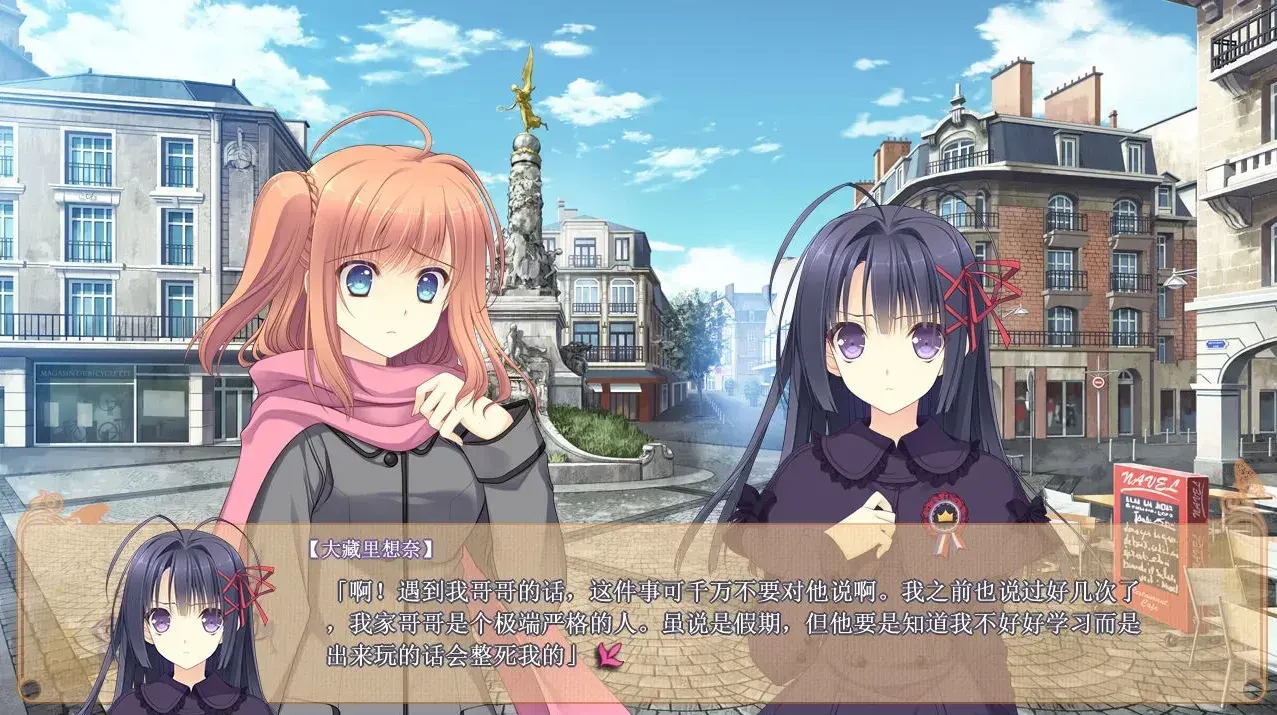 MAGASIN DE BICYCLETTE
NAVEL
【大藏里想奈】
「啊！遇到我哥哥的话，这件事可千万不要对他说啊。我之前也说过好几次了
，我家哥哥是个极端严格的人。虽说是假期，但他要是知道我不好好学习而是
出来玩的话会整死我的」